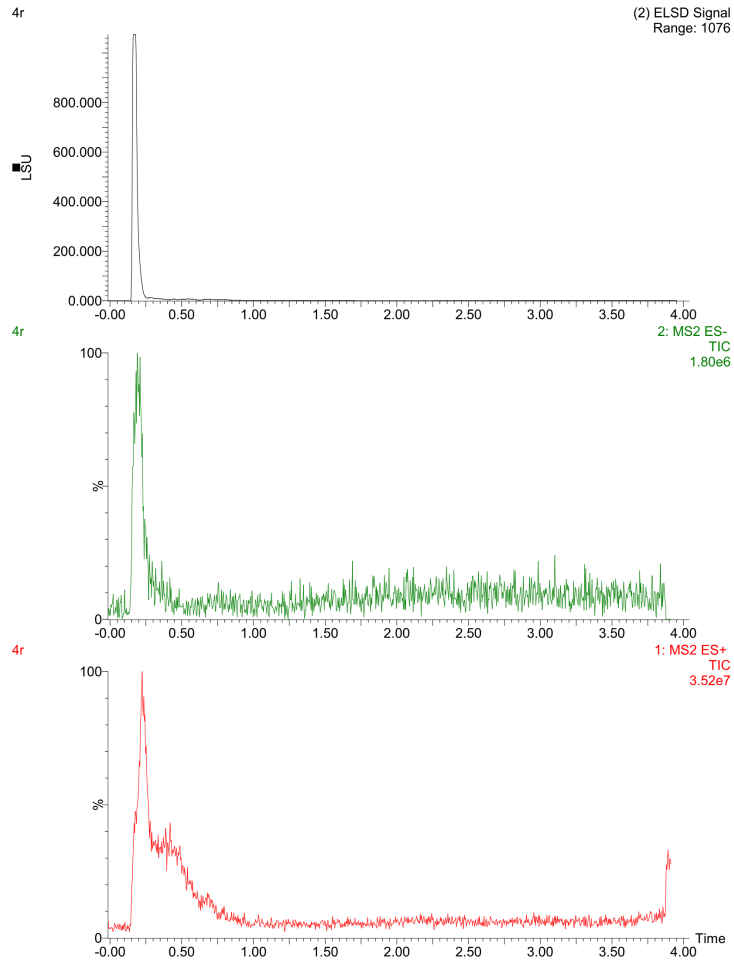 4r
(2) ELSD Signal
Range: 1076
800.000
600.000
LSU
400.000
200.000
0.000
-0.00 0.50 1.00 1.50 2.00 2.50 3.00 3.50 4.00
4r
2: MS2 ES-
TIC
1.80e6
100
%
0
-0.00 0.50 1.00 1.50 2.00 2.50 3.00 3.50 4.00
4r
1: MS2 ES+
TIC
3.52e7
100
%
0
Time
-0.00 0.50 1.00 1.50 2.00 2.50 3.00 3.50 4.00